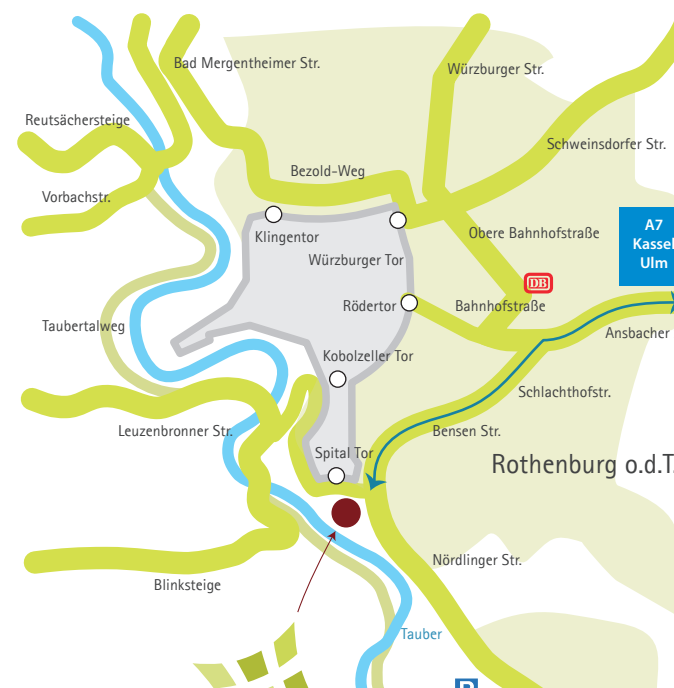 Bad Mergentheimer Str.
Würzburger Str.
Reutsächersteige
Schweinsdorfer Str.
Bezold-Weg
Vorbachstr.
A7
Kassel
Ulm
Klingentor
Obere Bahnhofstraße
Würzburger Tor
DB
Rödertor
Bahnhofstraße
Taubertalweg
Ansbacher
Kobolzeller Tor
Schlachthofstr.
Leuzenbronner Str.
Bensen Str.
Spital Tor
Rothenburg o.d.T.
Nördlinger Str.
Blinksteige
Tauber
P